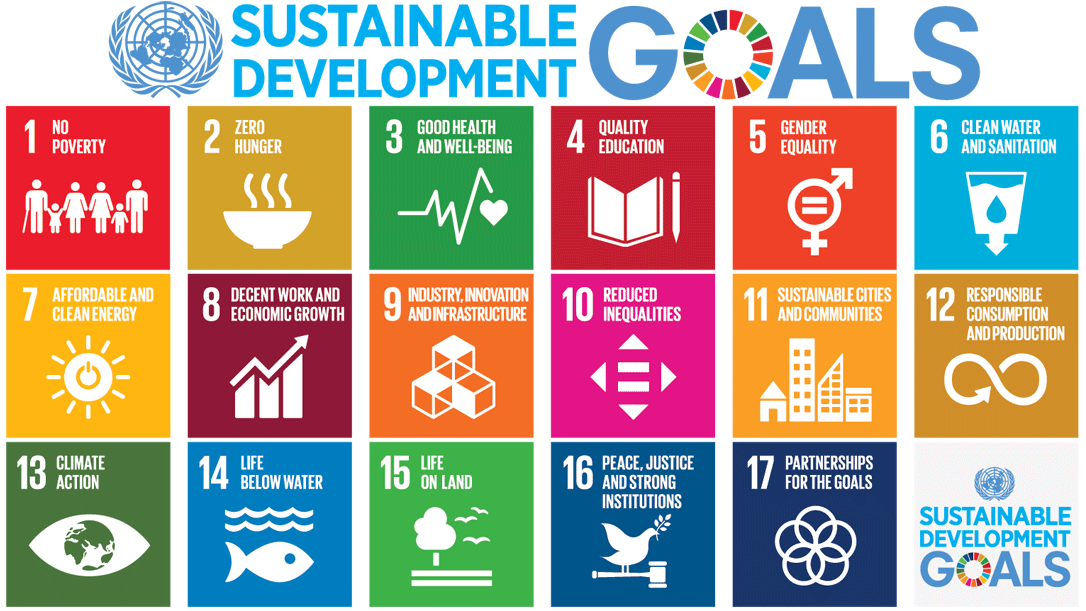 SUSTAINABLE
DEVELOPMENT
GOALS
1 NO
POVERTY
2 ZERO
HUNGER
3 GOOD HEALTH
AND WELL-BEING
4 QUALITY
EDUCATION
5 GENDER
EQUALITY
6 CLEAN WATER
AND SANITATION
7 AFFORDABLE AND
CLEAN ENERGY
8 DECENT WORK AND
ECONOMIC GROWTH
9 INDUSTRY, INNOVATION
AND INFRASTRUCTURE
10 REDUCED
INEQUALITIES
11 SUSTAINABLE CITIES
AND COMMUNITIES
12 RESPONSIBLE
CONSUMPTION
AND PRODUCTION
13 CLIMATE
ACTION
14 LIFE
BELOW WATER
15 LIFE
ON LAND
16 PEACE, JUSTICE
AND STRONG
INSTITUTIONS
17 PARTNERSHIPS
FOR THE GOALS
SUSTAINABLE
DEVELOPMENT
GOALS